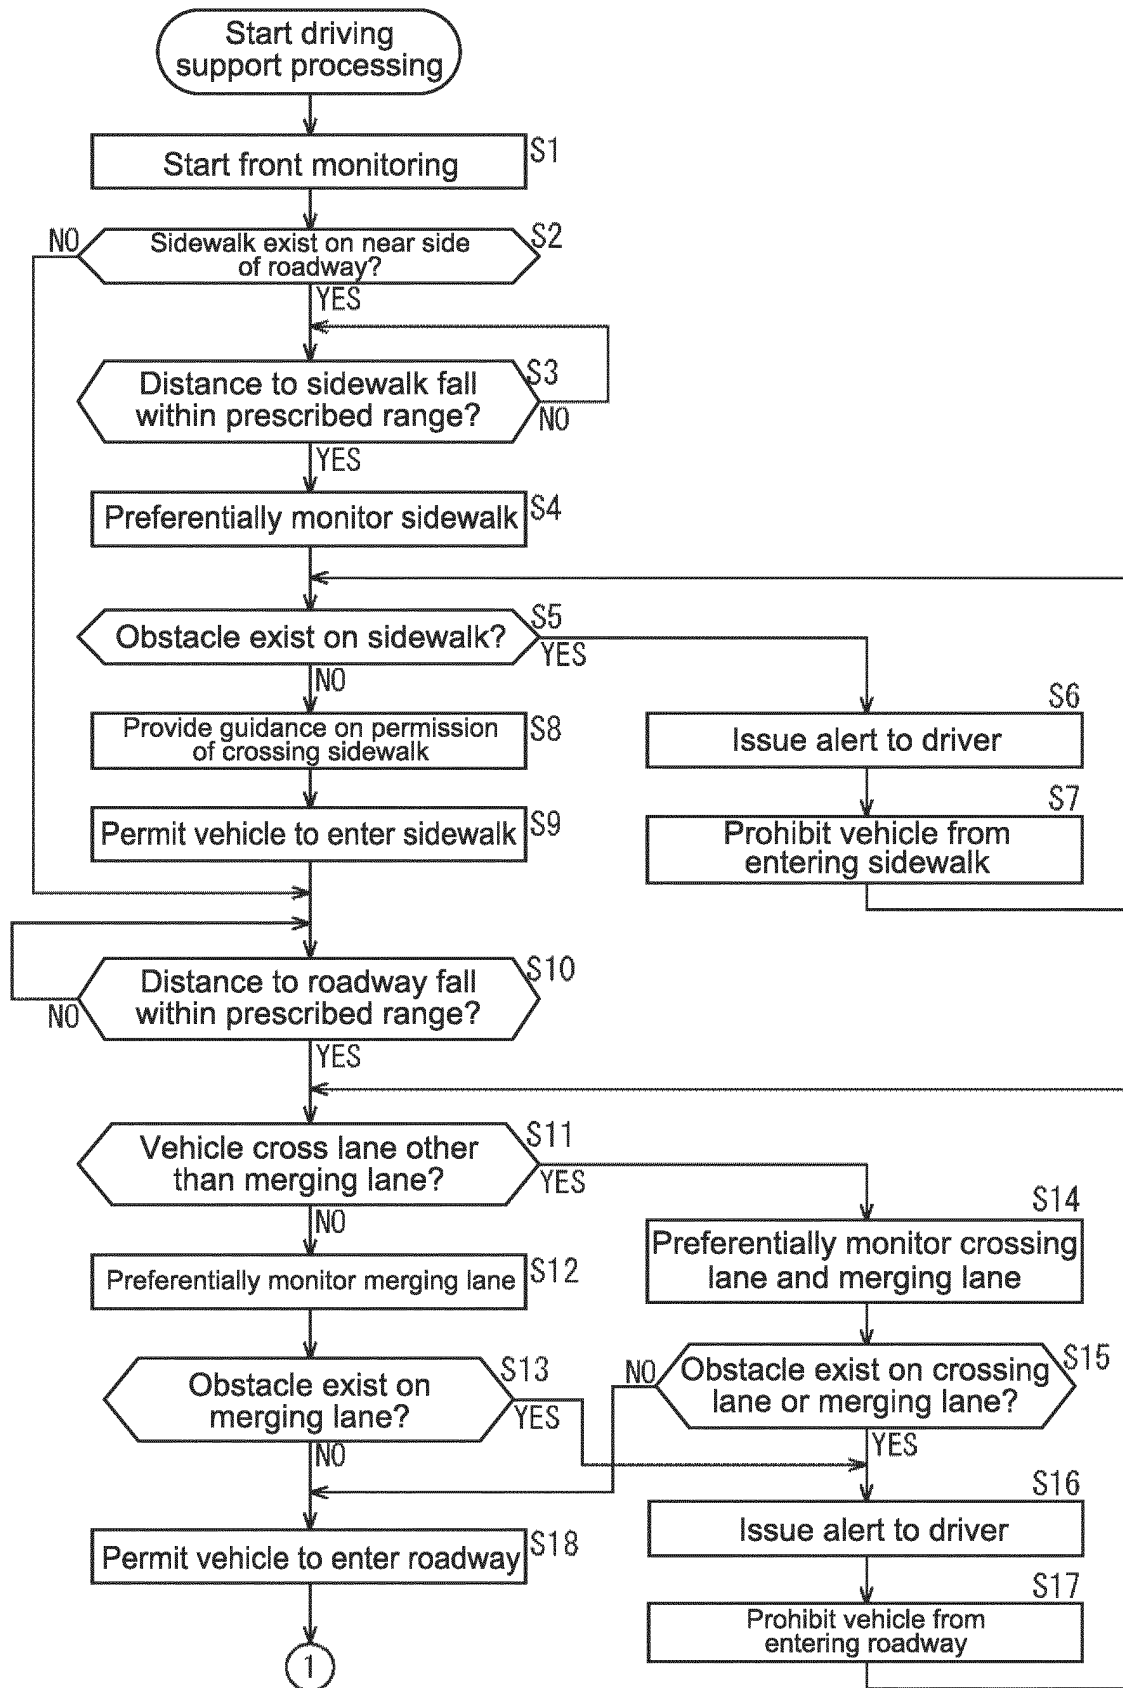 Start driving
support processing
S1
Start front monitoring
NO
S2
Sidewalk exist on near side
of roadway?
YES
S3
Distance to sidewalk fall
within prescribed range?
NO
YES
S4
Preferentially monitor sidewalk
S5
Obstacle exist on sidewalk?
YES
NO
S6
Issue alert to driver
S8
Provide guidance on permission
of crossing sidewalk
S7
Prohibit vehicle from
entering sidewalk
S9
Permit vehicle to enter sidewalk
S10
Distance to roadway fall
within prescribed range?
NO
YES
S11
Vehicle cross lane other
than merging lane?
YES
NO
S14
Preferentially monitor crossing
lane and merging lane
S12
Preferentially monitor merging lane
S13
Obstacle exist on
merging lane?
YES
NO
NO
S15
Obstacle exist on crossing
lane or merging lane?
YES
S16
Issue alert to driver
S18
Permit vehicle to enter roadway
S17
Prohibit vehicle from
entering roadway
1